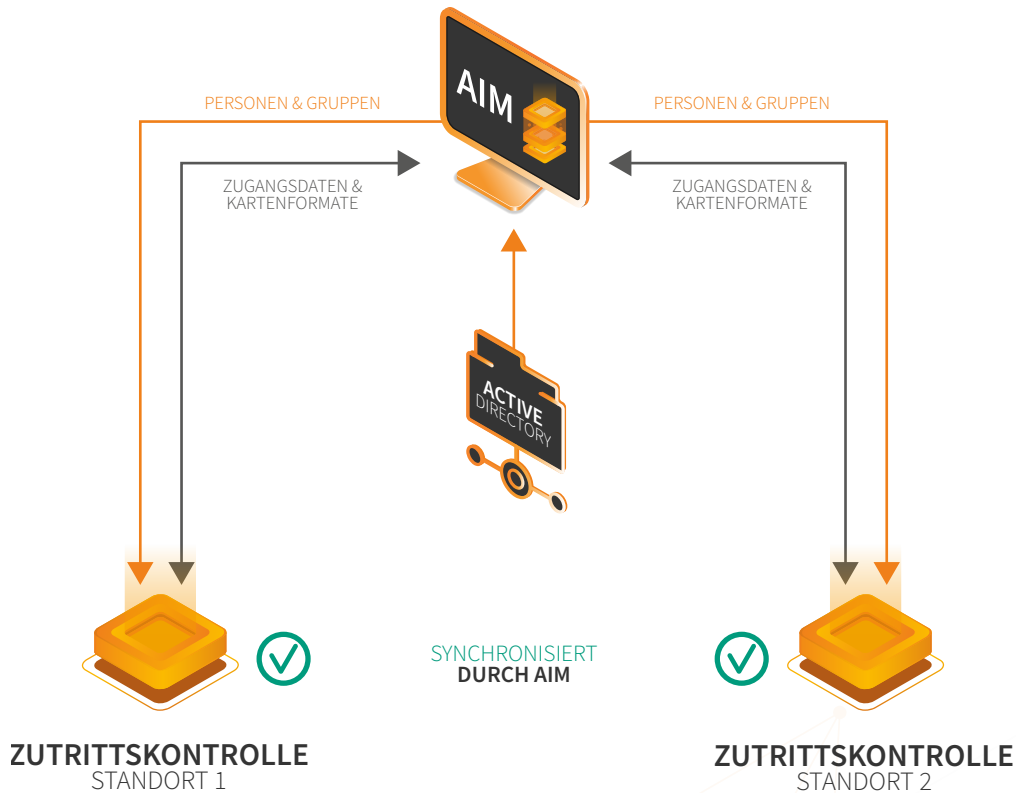 AIM
PERSONEN & GRUPPEN
PERSONEN & GRUPPEN
ZUGANGSDATEN &
KARTENFORMATE
ZUGANGSDATEN &
KARTENFORMATE
ACTIVE
DIRECTORY
SYNCHRONISIERT
DURCH AIM
ZUTRITTSKONTROLLE
STANDORT 1
ZUTRITTSKONTROLLE
STANDORT 2